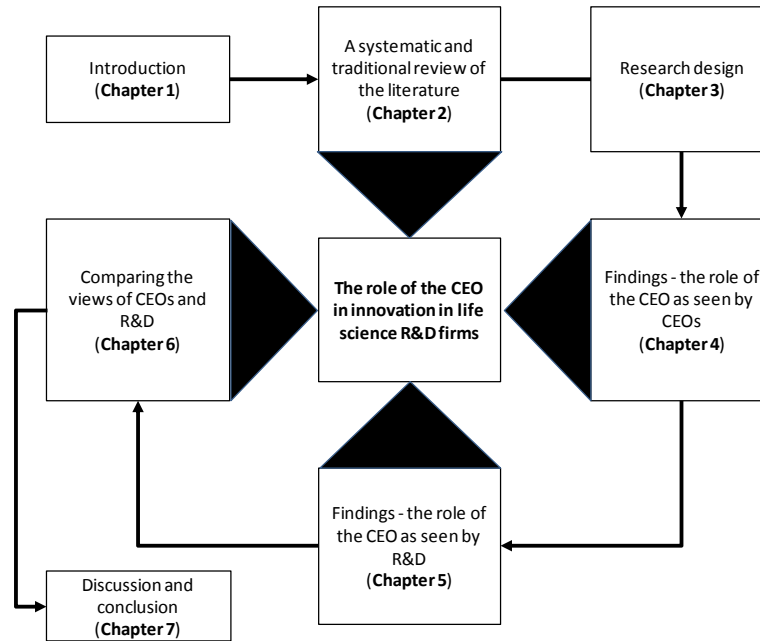 Introduction
(Chapter 1)
A systematic and
traditional review of
the literature
(Chapter 2)
Research design
(Chapter 3)
Comparing the
views of CEOs and
R&D
(Chapter 6)
The role of the CEO
in innovation in life
science R&D firms
Findings - the role of
the CEO as seen by
CEOs
(Chapter 4)
Findings - the role of
the CEO as seen by
R&D
(Chapter 5)
Discussion and
conclusion
(Chapter 7)